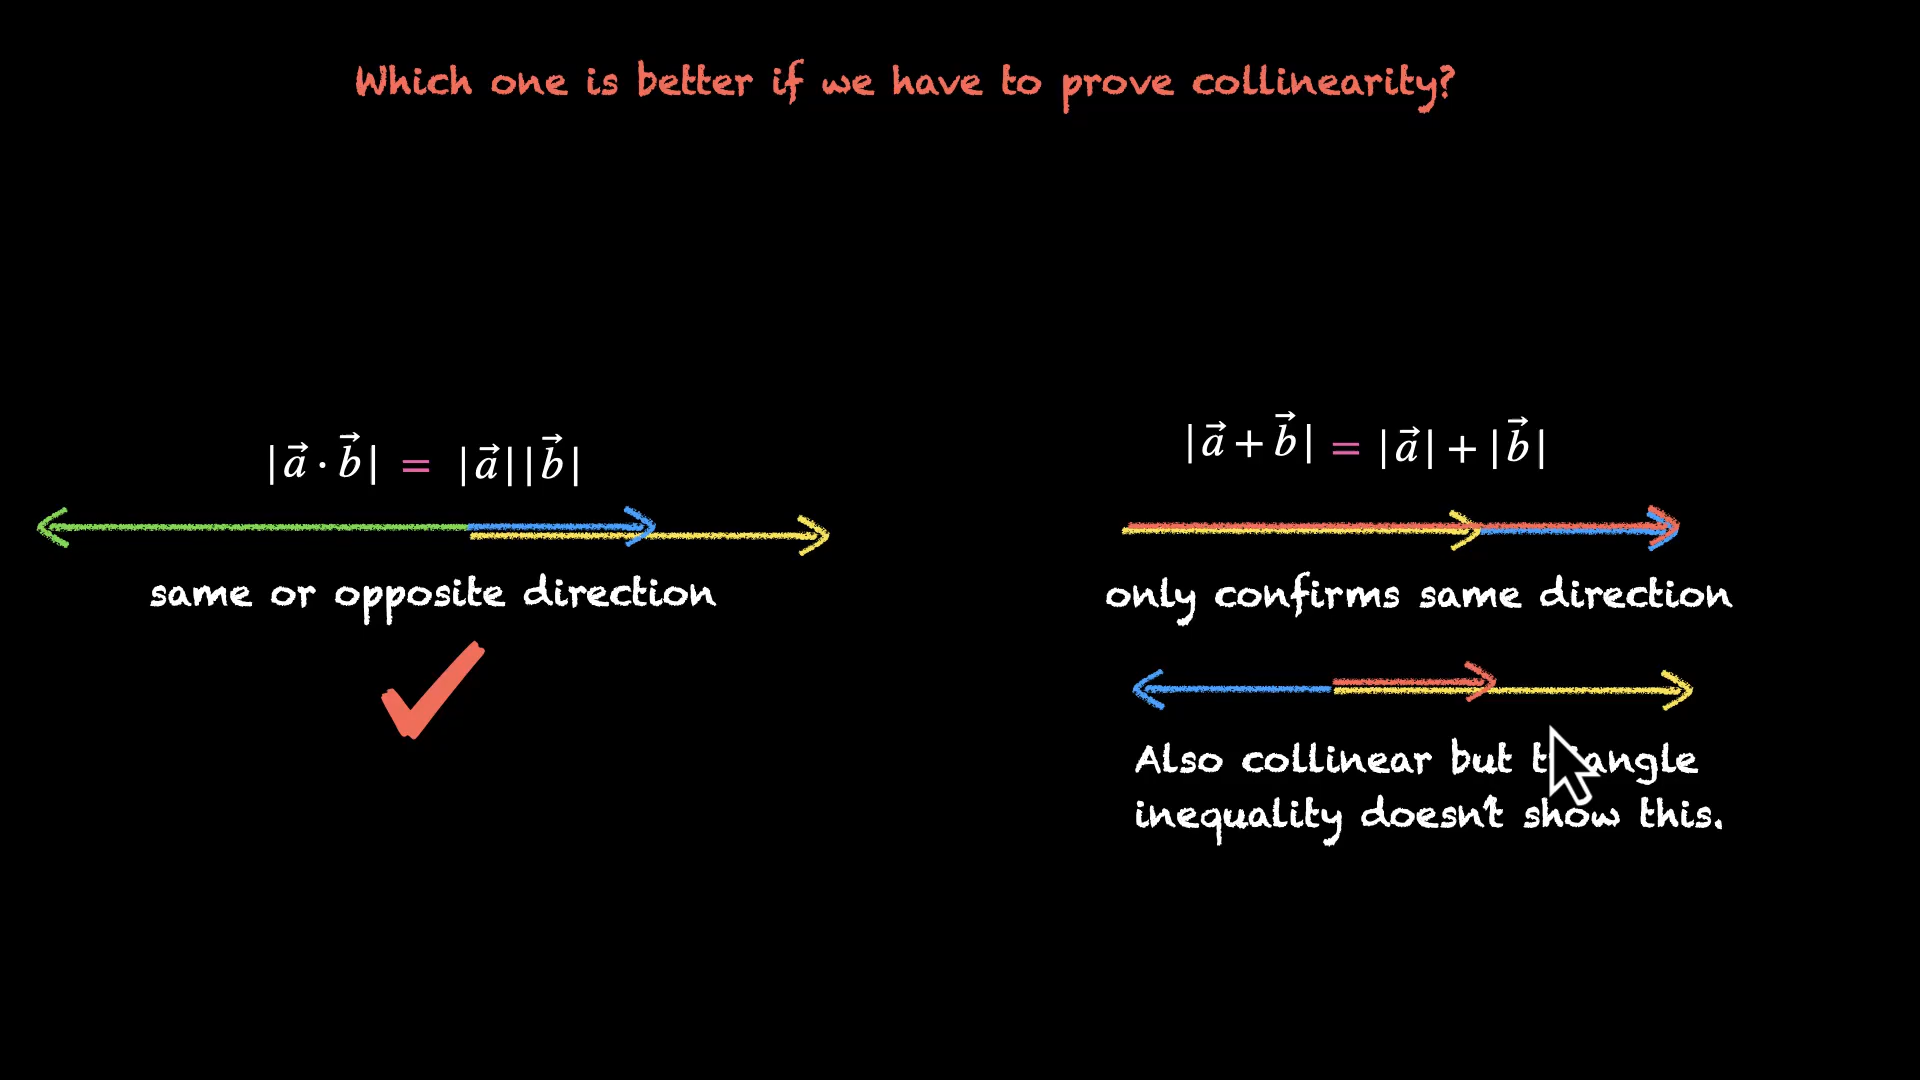 Which one is better if we have to prove collinearity?
|a⃗ · b⃗| = |a⃗||b⃗|
same or opposite direction
|a⃗ + b⃗| = |a⃗| + |b⃗|
only confirms same direction
Also collinear but triangle
inequality doesn't show this.